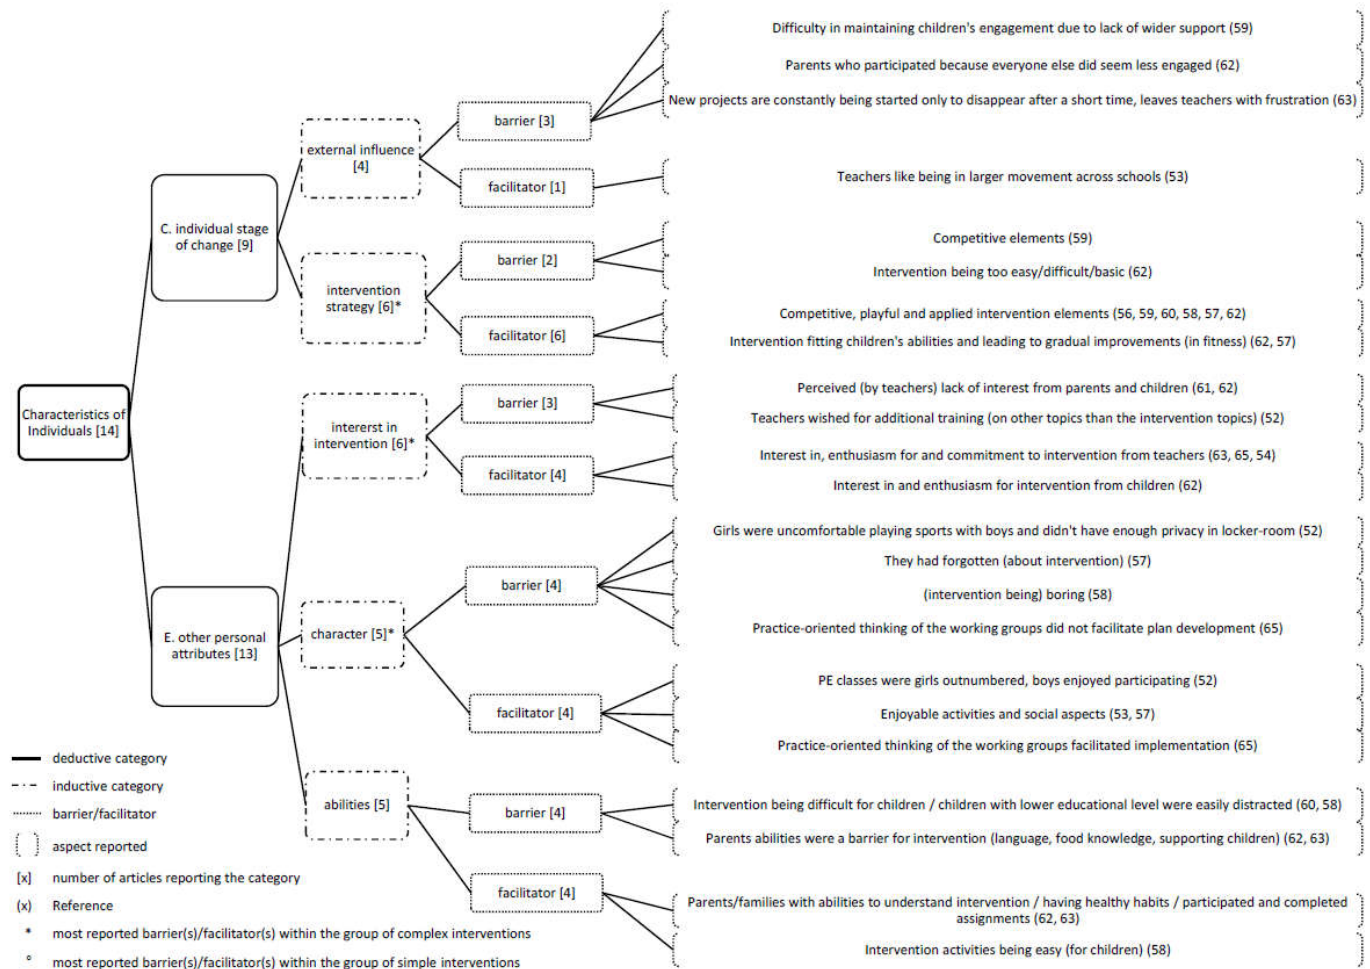 Difficulty in maintaining children's engagement due to lack of wider support (59)
Parents who participated because everyone else did seem less engaged (62)
New projects are constantly being started only to disappear after a short time, leaves teachers with frustration (63)
barrier [3]
external influence
[4]
facilitator [1]
Teachers like being in larger movement across schools (53)
C. individual stage
of change [9]
Competitive elements (59)
barrier [2]
Intervention being too easy/difficult/basic (62)
intervention
strategy [6]*
Competitive, playful and applied intervention elements (56, 59, 60, 58, 57, 62)
facilitator [6]
Intervention fitting children's abilities and leading to gradual improvements (in fitness) (62, 57)
Characteristics of
Individuals [14]
Perceived (by teachers) lack of interest from parents and children (61, 62)
barrier [3]
Teachers wished for additional training (on other topics than the intervention topics) (52)
intererst in
intervention [6]*
Interest in, enthusiasm for and commitment to intervention from teachers (63, 65, 54)
facilitator [4]
Interest in and enthusiasm for intervention from children (62)
Girls were uncomfortable playing sports with boys and didn't have enough privacy in locker-room (52)
They had forgotten (about intervention) (57)
barrier [4]
(intervention being) boring (58)
Practice-oriented thinking of the working groups did not facilitate plan development (65)
E. other personal
attributes [13]
character [5]*
PE classes were girls outnumbered, boys enjoyed participating (52)
facilitator [4]
Enjoyable activities and social aspects (53, 57)
Practice-oriented thinking of the working groups facilitated implementation (65)
abilities [5]
barrier [4]
Intervention being difficult for children / children with lower educational level were easily distracted (60, 58)
Parents abilities were a barrier for intervention (language, food knowledge, supporting children) (62, 63)
facilitator [4]
Parents/families with abilities to understand intervention / having healthy habits / participated and completed
assignments (62, 63)
Intervention activities being easy (for children) (58)
deductive category
inductive category
barrier/facilitator
aspect reported
[x] number of articles reporting the category
(x) Reference
* most reported barrier(s)/facilitator(s) within the group of complex interventions
° most reported barrier(s)/facilitator(s) within the group of simple interventions